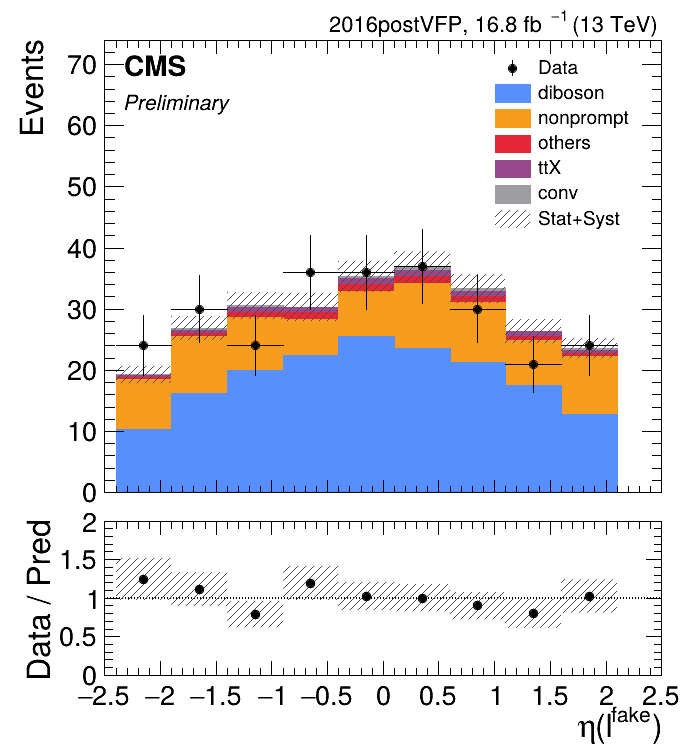 2016postVFP, 16.8 fb⁻¹ (13 TeV)
CMS
Preliminary
Events
70
60
50
40
30
20
10
0
Data
diboson
nonprompt
others
ttX
conv
Stat+Syst
Data / Pred
2
1.5
1
0.5
0
−2.5 −2 −1.5 −1 −0.5 0 0.5 1 1.5 2 2.5
η(l^fake)